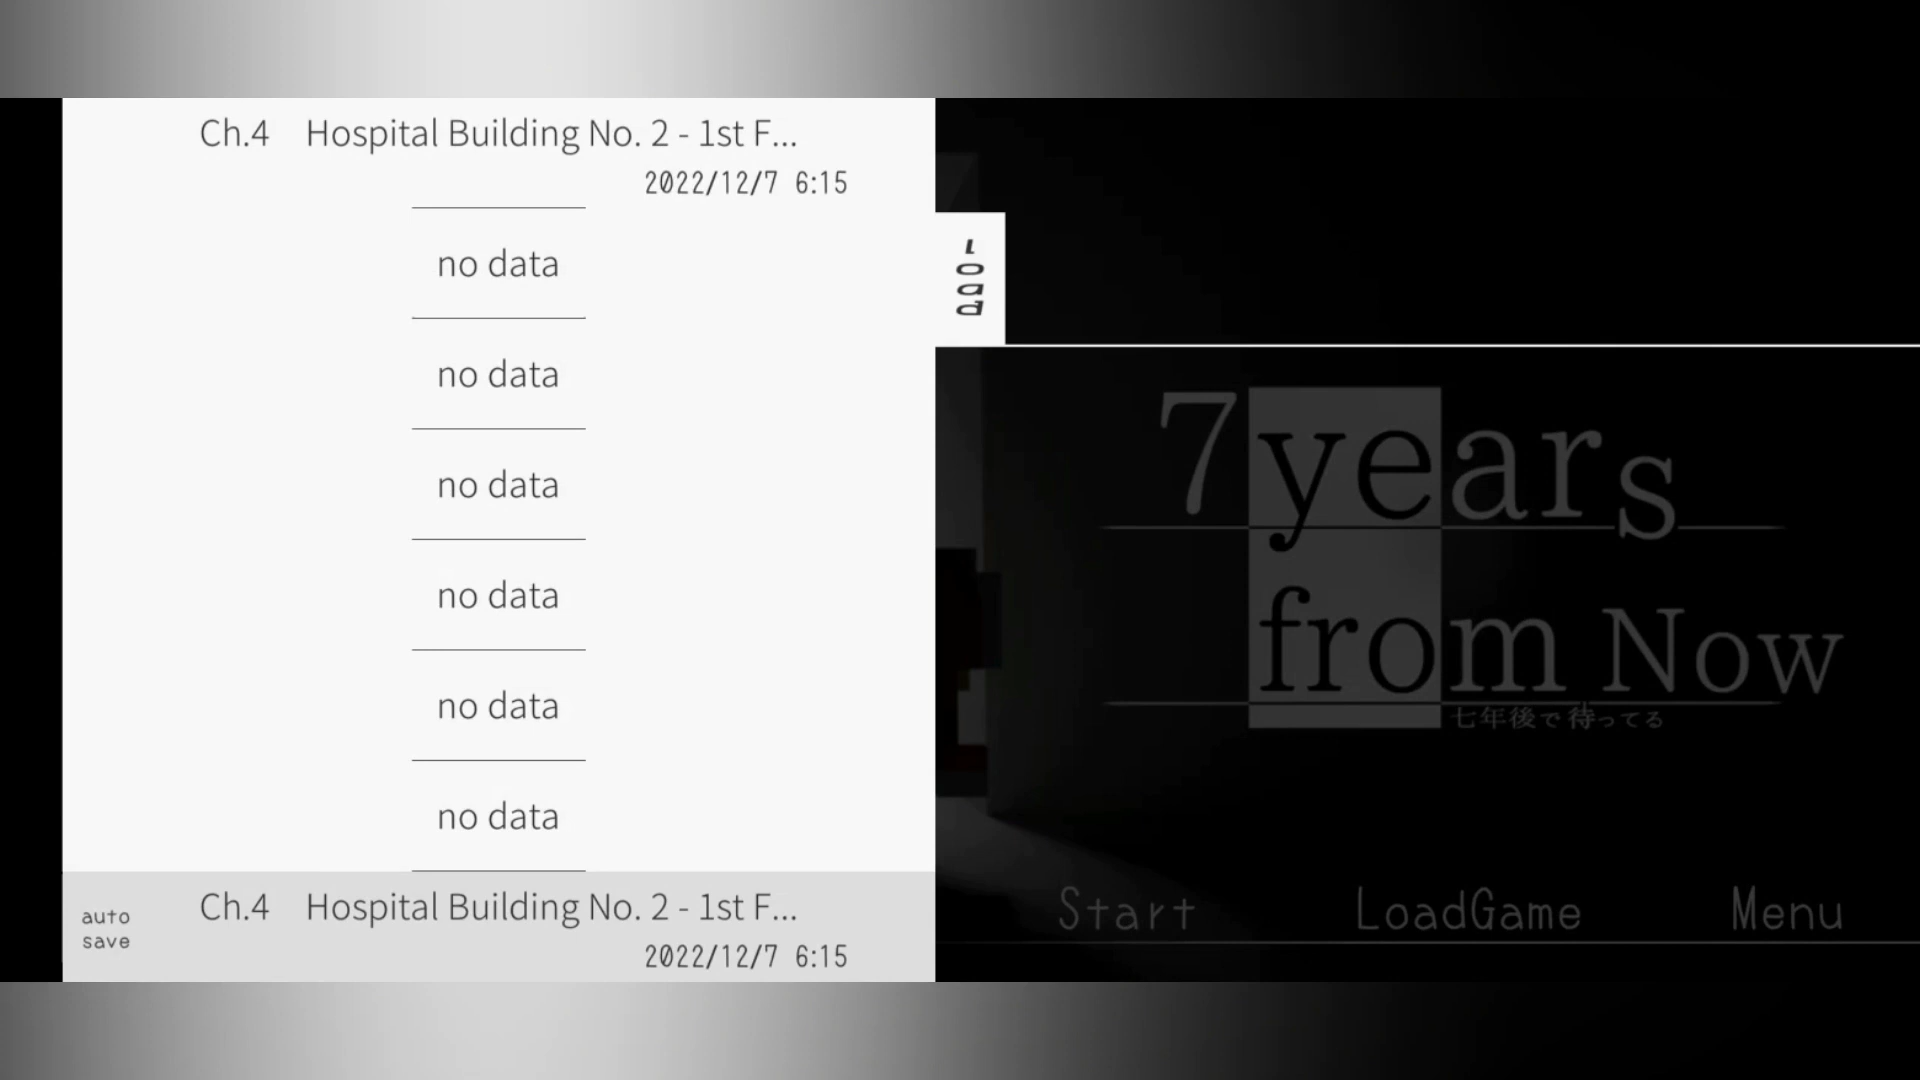 Ch.4 Hospital Building No. 2 - 1st F...
2022/12/7 6:15
no data
no data
no data
no data
no data
no data
auto save
Ch.4 Hospital Building No. 2 - 1st F...
2022/12/7 6:15
Load
7years
from Now
七年後で待ってる
Start LoadGame Menu